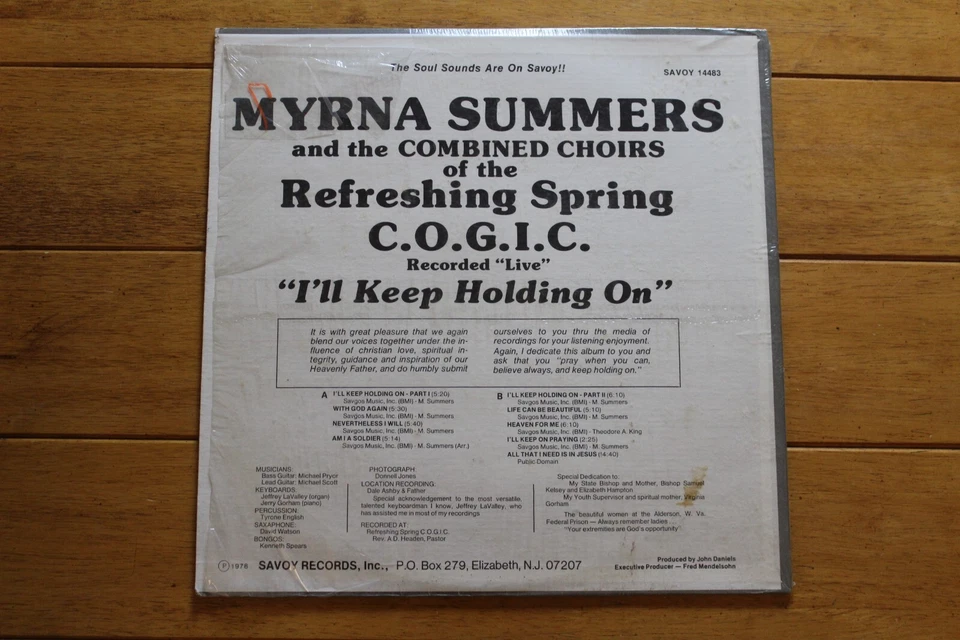 The Soul Sounds Are On Savoy!!
SAVOY 14483
MYRNA SUMMERS
and the COMBINED CHOIRS
of the
Refreshing Spring
C.O.G.I.C.
Recorded "Live"
"I'll Keep Holding On"
It is with great pleasure that we again
blend our voices together under the in-
fluence of christian love, spiritual in-
tegrity, guidance and inspiration of our
Heavenly Father, and do humbly submit
ourselves to you thru the media of
recordings for your listening enjoyment.
Again, I dedicate this album to you and
ask that you "pray when you can,
believe always, and keep holding on."
A I'LL KEEP HOLDING ON - PART I (5:20)
Savgos Music, Inc. (BMI) - M. Summers
WITH GOD AGAIN (5:30)
Savgos Music, Inc. (BMI) - M. Summers
NEVERTHELESS I WILL (5:40)
Savgos Music, Inc. (BMI) - M. Summers
AM I A SOLDIER (5:14)
Savgos Music, Inc. (BMI) - M. Summers (Arr.)
B I'LL KEEP HOLDING ON - PART II (6:10)
Savgos Music, Inc. (BMI) - M. Summers
LIFE CAN BE BEAUTIFUL (5:10)
Savgos Music, Inc. (BMI) - M. Summers
HEAVEN FOR ME (6:10)
Savgos Music, Inc. (BMI) - Theodore A. King
I'LL KEEP ON PRAYING (2:25)
Savgos Music, Inc. (BMI) - M. Summers
ALL THAT I NEED IS IN JESUS (4:40)
Public Domain
MUSICIANS:
Bass Guitar: Michael Pryor
Lead Guitar: Michael Scott
KEYBOARDS:
Jeffrey LaValley (organ)
Jerry Gorham (piano)
PERCUSSION:
Tyrone English
SAXAPHONE:
David Watson
BONGOS:
Kenneth Spears
PHOTOGRAPH:
Donnell Jones
LOCATION RECORDING:
Dale Ashby & Father
Special acknowledgement to the most versatile,
talented keyboardman I know, Jeffrey LaValley, who
has assisted me in most of my recordings
RECORDED AT
Refreshing Spring C.O.G.I.C.
Rev. A.D. Headen, Pastor
Special Dedication to:
My State Bishop and Mother, Bishop Samuel
Kelsey and Elizabeth Hampton
My Youth Supervisor and spiritual mother, Virginia
Gorham
The beautiful women at the Alderson, W. Va.
Federal Prison — Always remember ladies
"Your extremities are God's opportunity"
Produced by John Daniels
Executive Producer — Fred Mendelsohn
Ⓟ 1978 SAVOY RECORDS, Inc., P.O. Box 279, Elizabeth, N.J. 07207